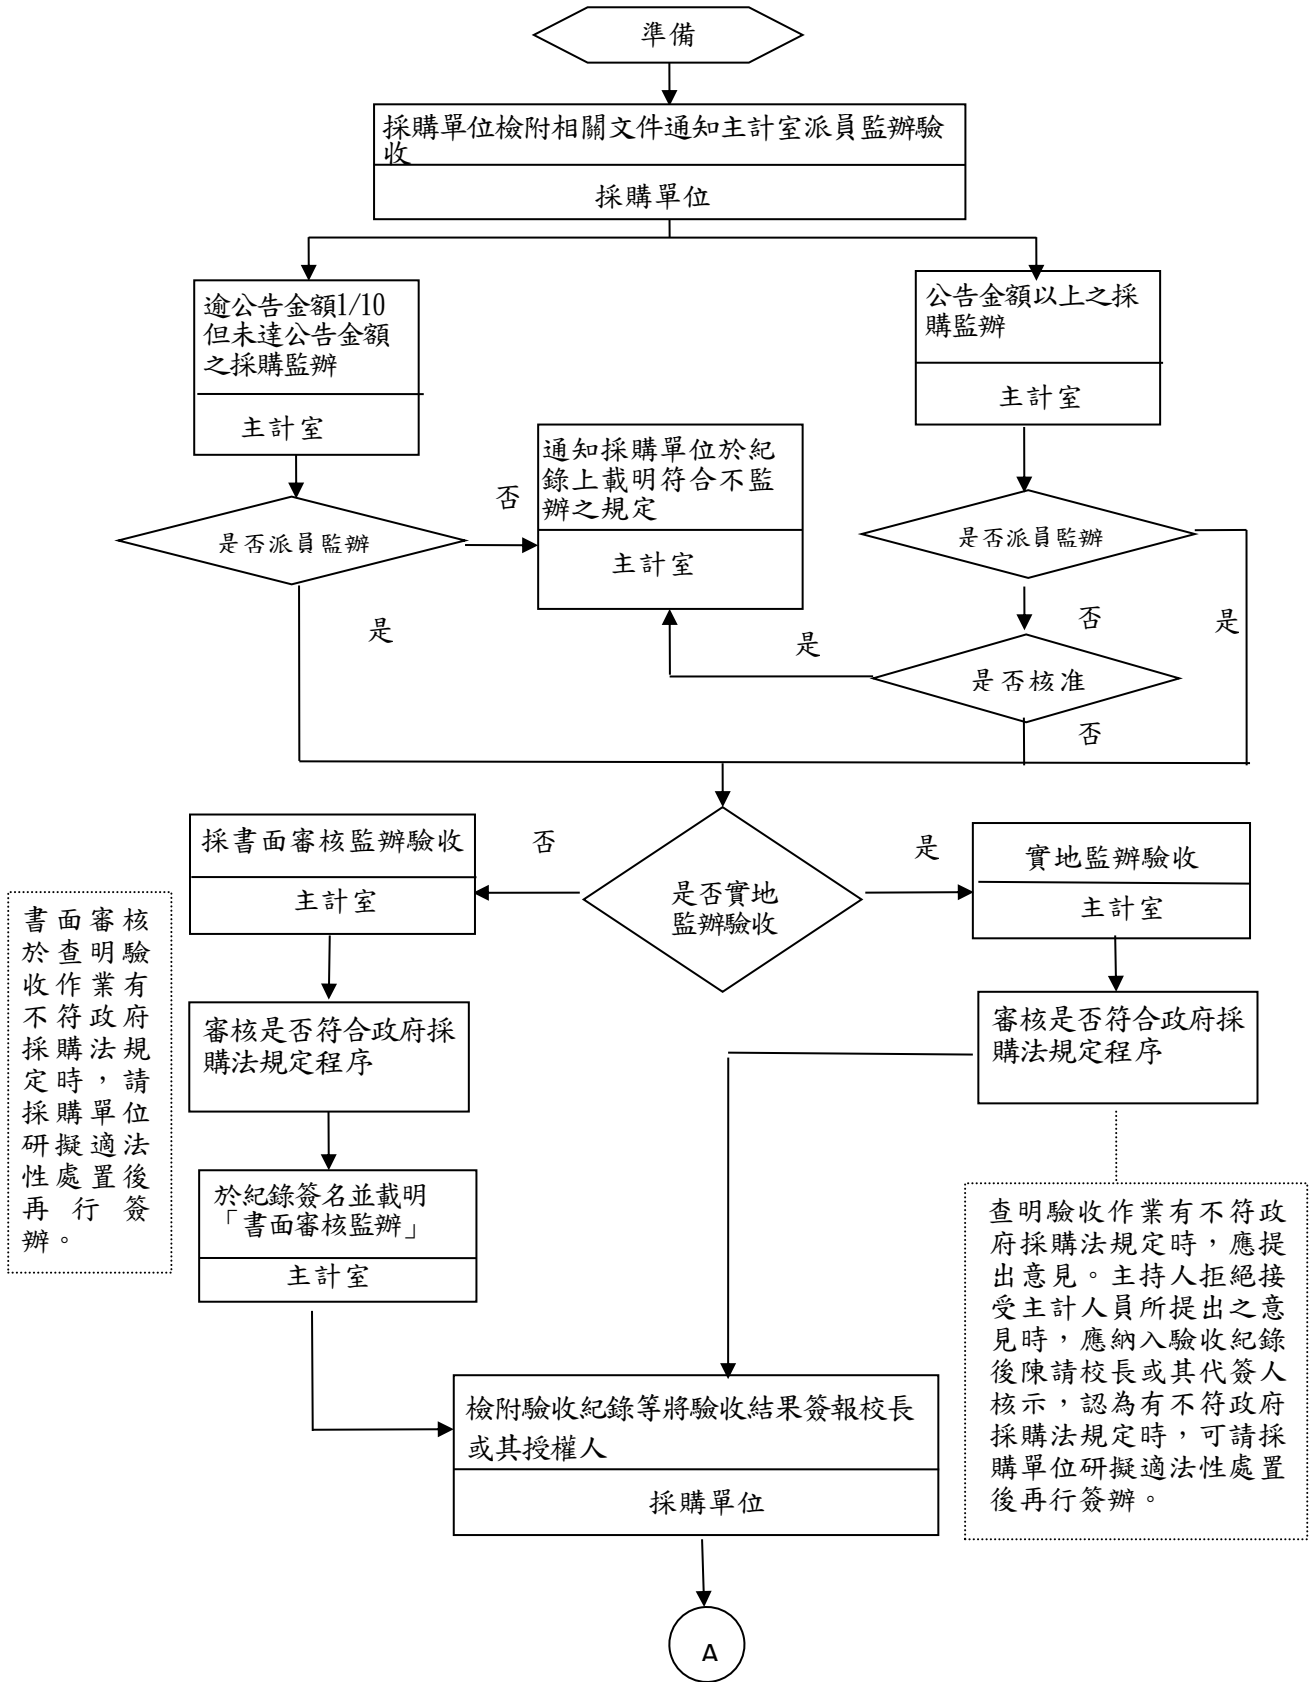 準備
採購單位檢附相關文件通知主計室派員監辦驗
收
採購單位
逾公告金額1/10
但未達公告金額
之採購監辦
主計室
公告金額以上之採
購監辦
主計室
通知採購單位於紀
錄上載明符合不監
辦之規定
主計室
否
是否派員監辦
是
是否派員監辦
否
是
是
是否核准
否
採書面審核監辦驗收
主計室
否
是否實地
監辦驗收
是
實地監辦驗收
主計室
書面審核
於查明驗
收作業有
不符政府
採購法規
定時，請
採購單位
研擬適法
性處置後
再行簽
辦。
審核是否符合政府採
購法規定程序
審核是否符合政府採
購法規定程序
於紀錄簽名並載明
「書面審核監辦」
主計室
查明驗收作業有不符政
府採購法規定時，應提
出意見。主持人拒絕接
受主計人員所提出之意
見時，應納入驗收紀錄
後陳請校長或其代簽人
核示，認為有不符政府
採購法規定時，可請採
購單位研擬適法性處置
後再行簽辦。
檢附驗收紀錄等將驗收結果簽報校長
或其授權人
採購單位
A